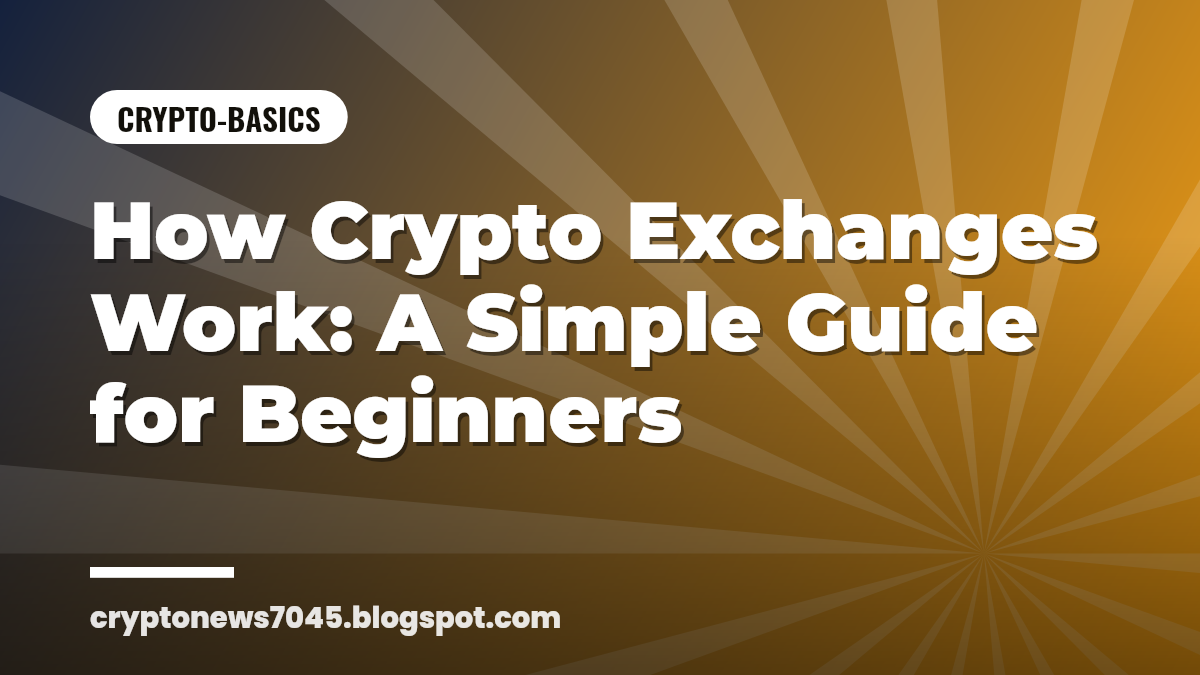 CRYPTO-BASICS
How Crypto Exchanges
Work: A Simple Guide
for Beginners
cryptonews7045.blogspot.com